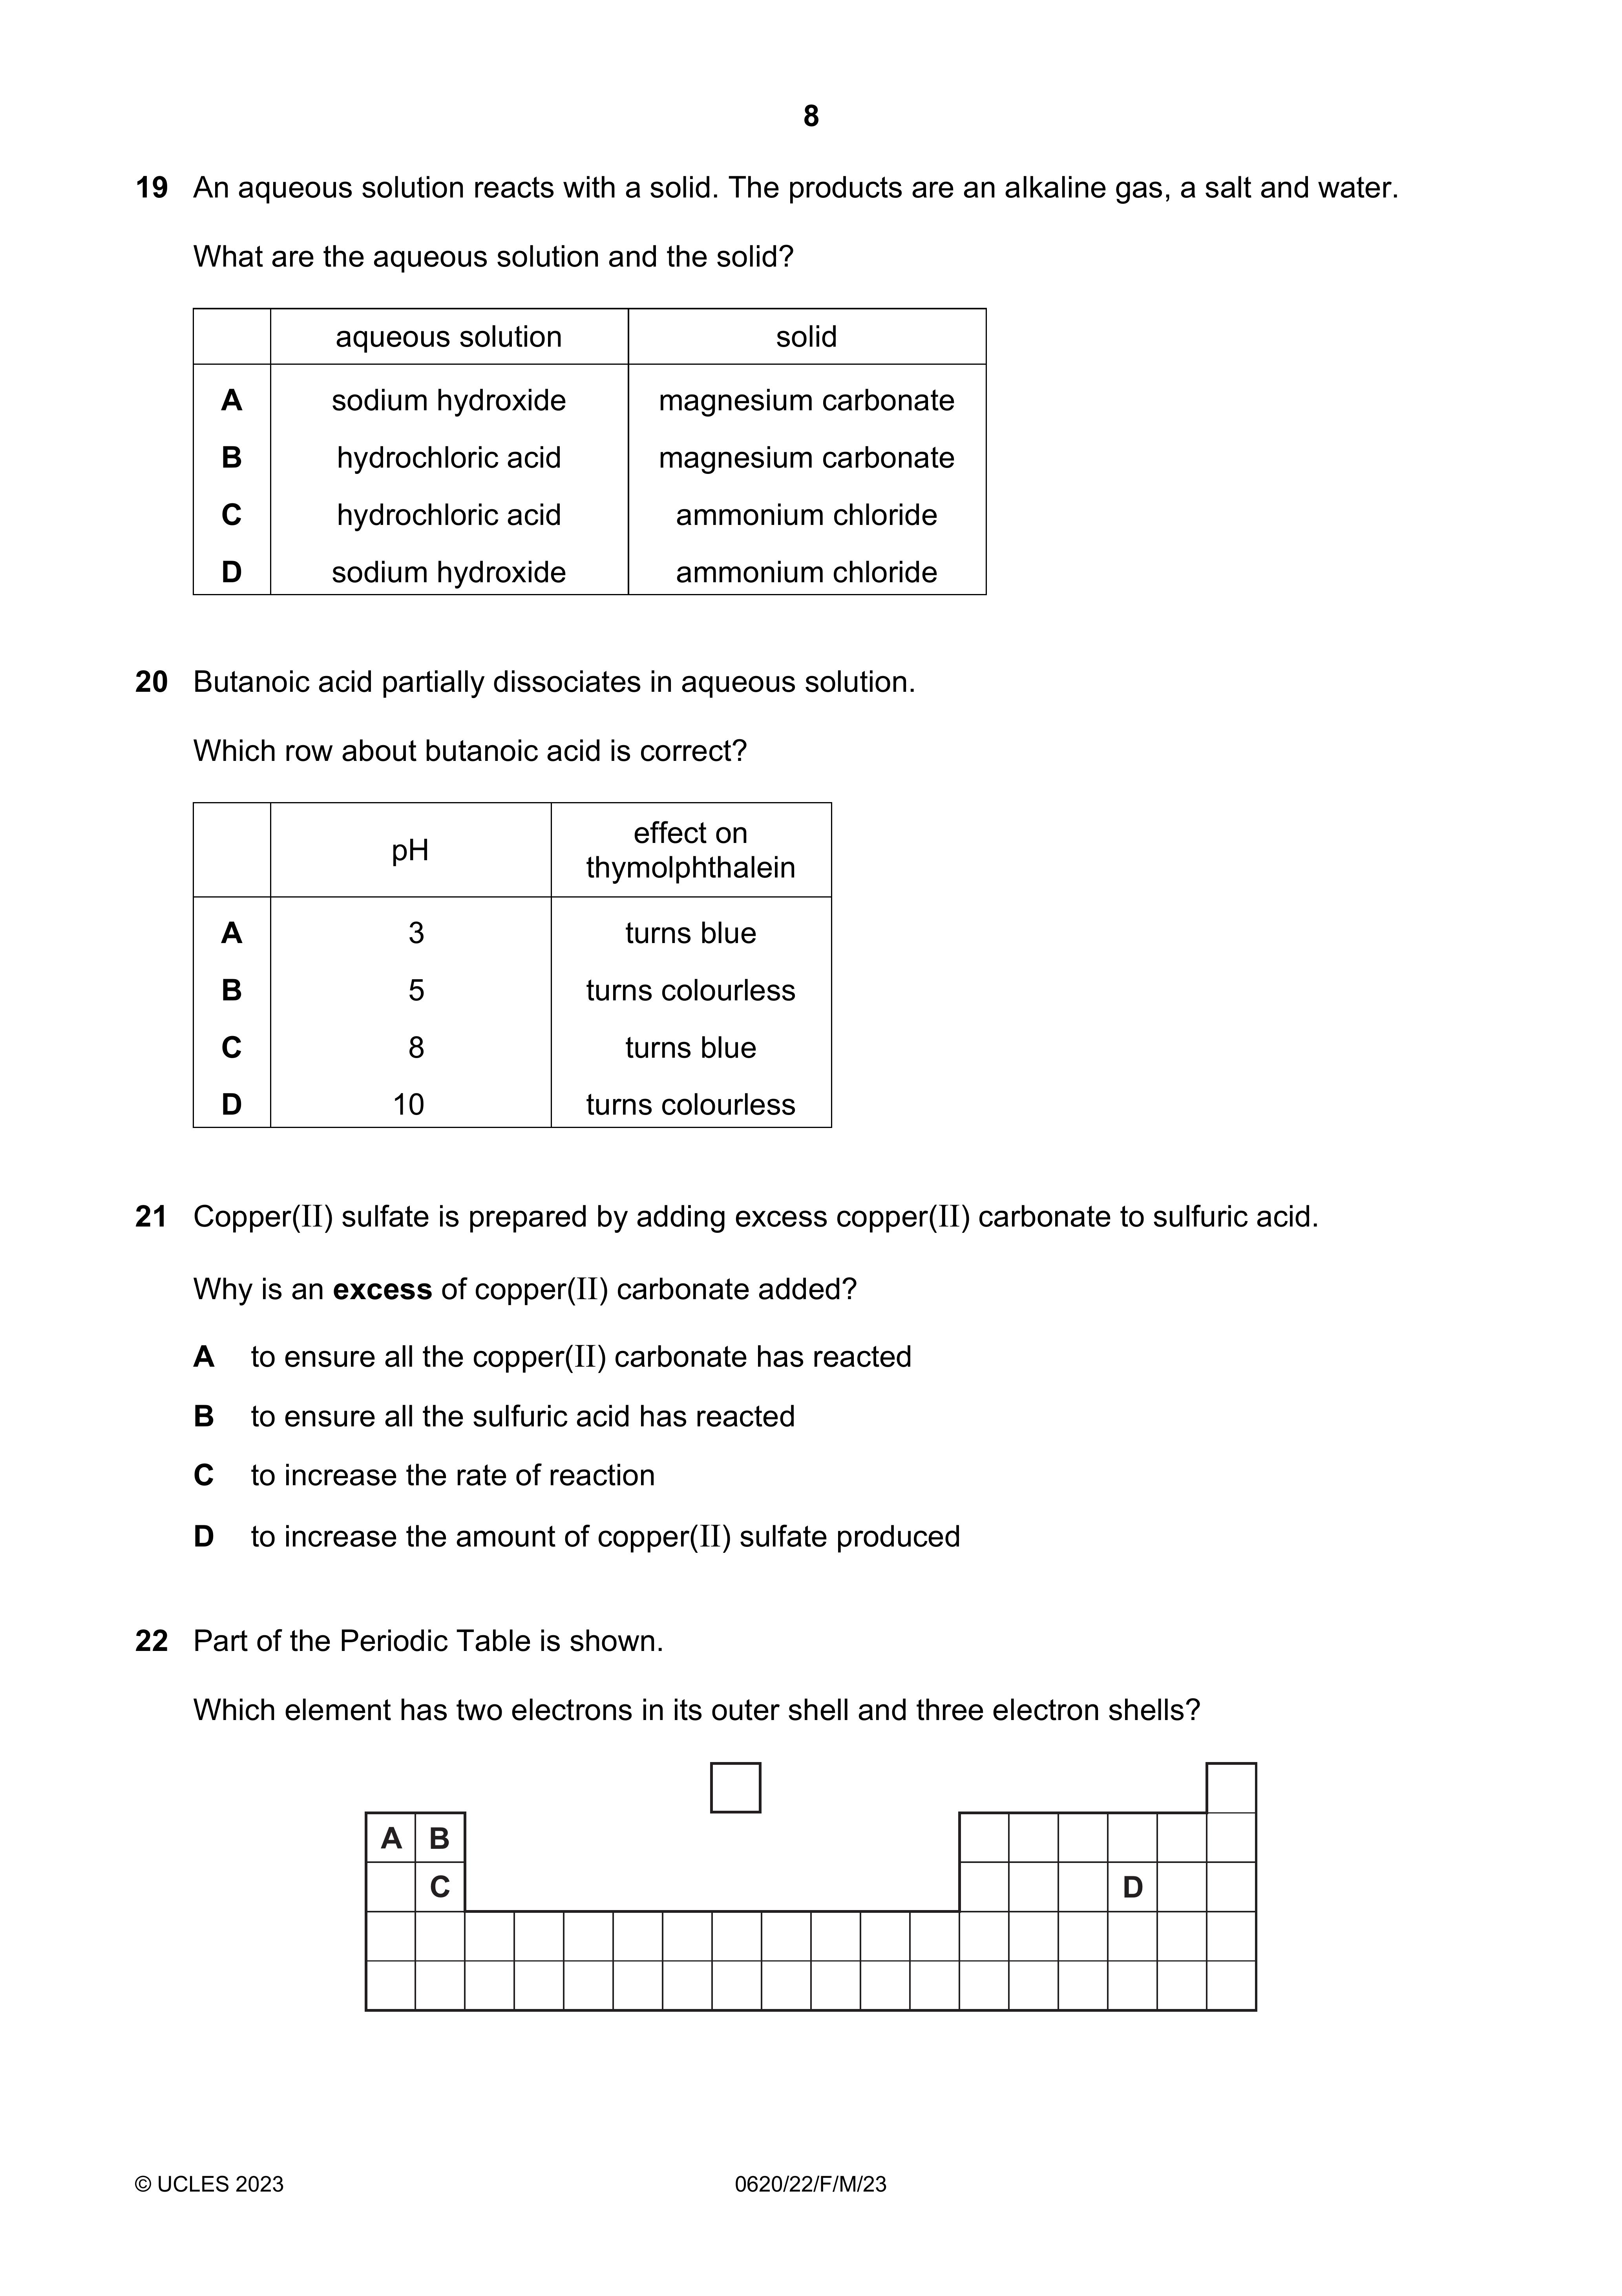 8
19 An aqueous solution reacts with a solid. The products are an alkaline gas, a salt and water.
What are the aqueous solution and the solid?
aqueous solution solid
A sodium hydroxide magnesium carbonate
B hydrochloric acid magnesium carbonate
C hydrochloric acid ammonium chloride
D sodium hydroxide ammonium chloride
20 Butanoic acid partially dissociates in aqueous solution.
Which row about butanoic acid is correct?
pH effect on
thymolphthalein
A 3 turns blue
B 5 turns colourless
C 8 turns blue
D 10 turns colourless
21 Copper(II) sulfate is prepared by adding excess copper(II) carbonate to sulfuric acid.
Why is an excess of copper(II) carbonate added?
A to ensure all the copper(II) carbonate has reacted
B to ensure all the sulfuric acid has reacted
C to increase the rate of reaction
D to increase the amount of copper(II) sulfate produced
22 Part of the Periodic Table is shown.
Which element has two electrons in its outer shell and three electron shells?
A B
C D
© UCLES 2023 0620/22/F/M/23